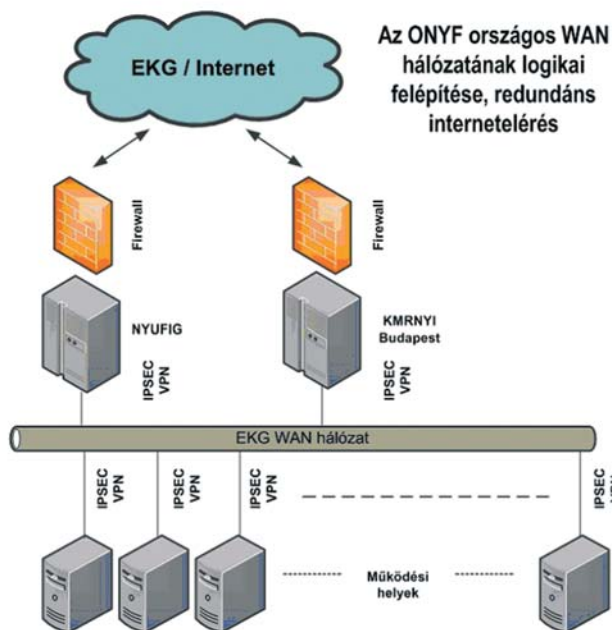 Az ONYF országos WAN
hálózatának logikai
felépítése, redundáns
internetelérés
EKG / Internet
Firewall
Firewall
NYUFIG
KMRNYI
Budapest
IPSEC
VPN
IPSEC
VPN
EKG WAN hálózat
IPSEC
VPN
IPSEC
VPN
IPSEC
VPN
IPSEC
VPN
Működési
helyek